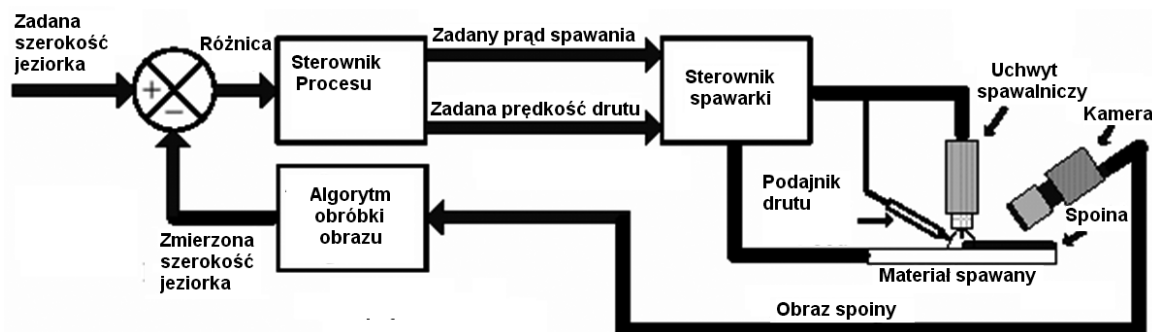 Zadana
szerokość
jeziorka
+
−
Różnica
Sterownik
Procesu
Zadany prąd spawania
Zadana prędkość drutu
Sterownik
spawarki
Uchwyt
spawalniczy
Kamera
Podajnik
drutu
Spoina
Materiał spawany
Algorytm
obróbki
obrazu
Zmierzona
szerokość
jeziorka
Obraz spoiny